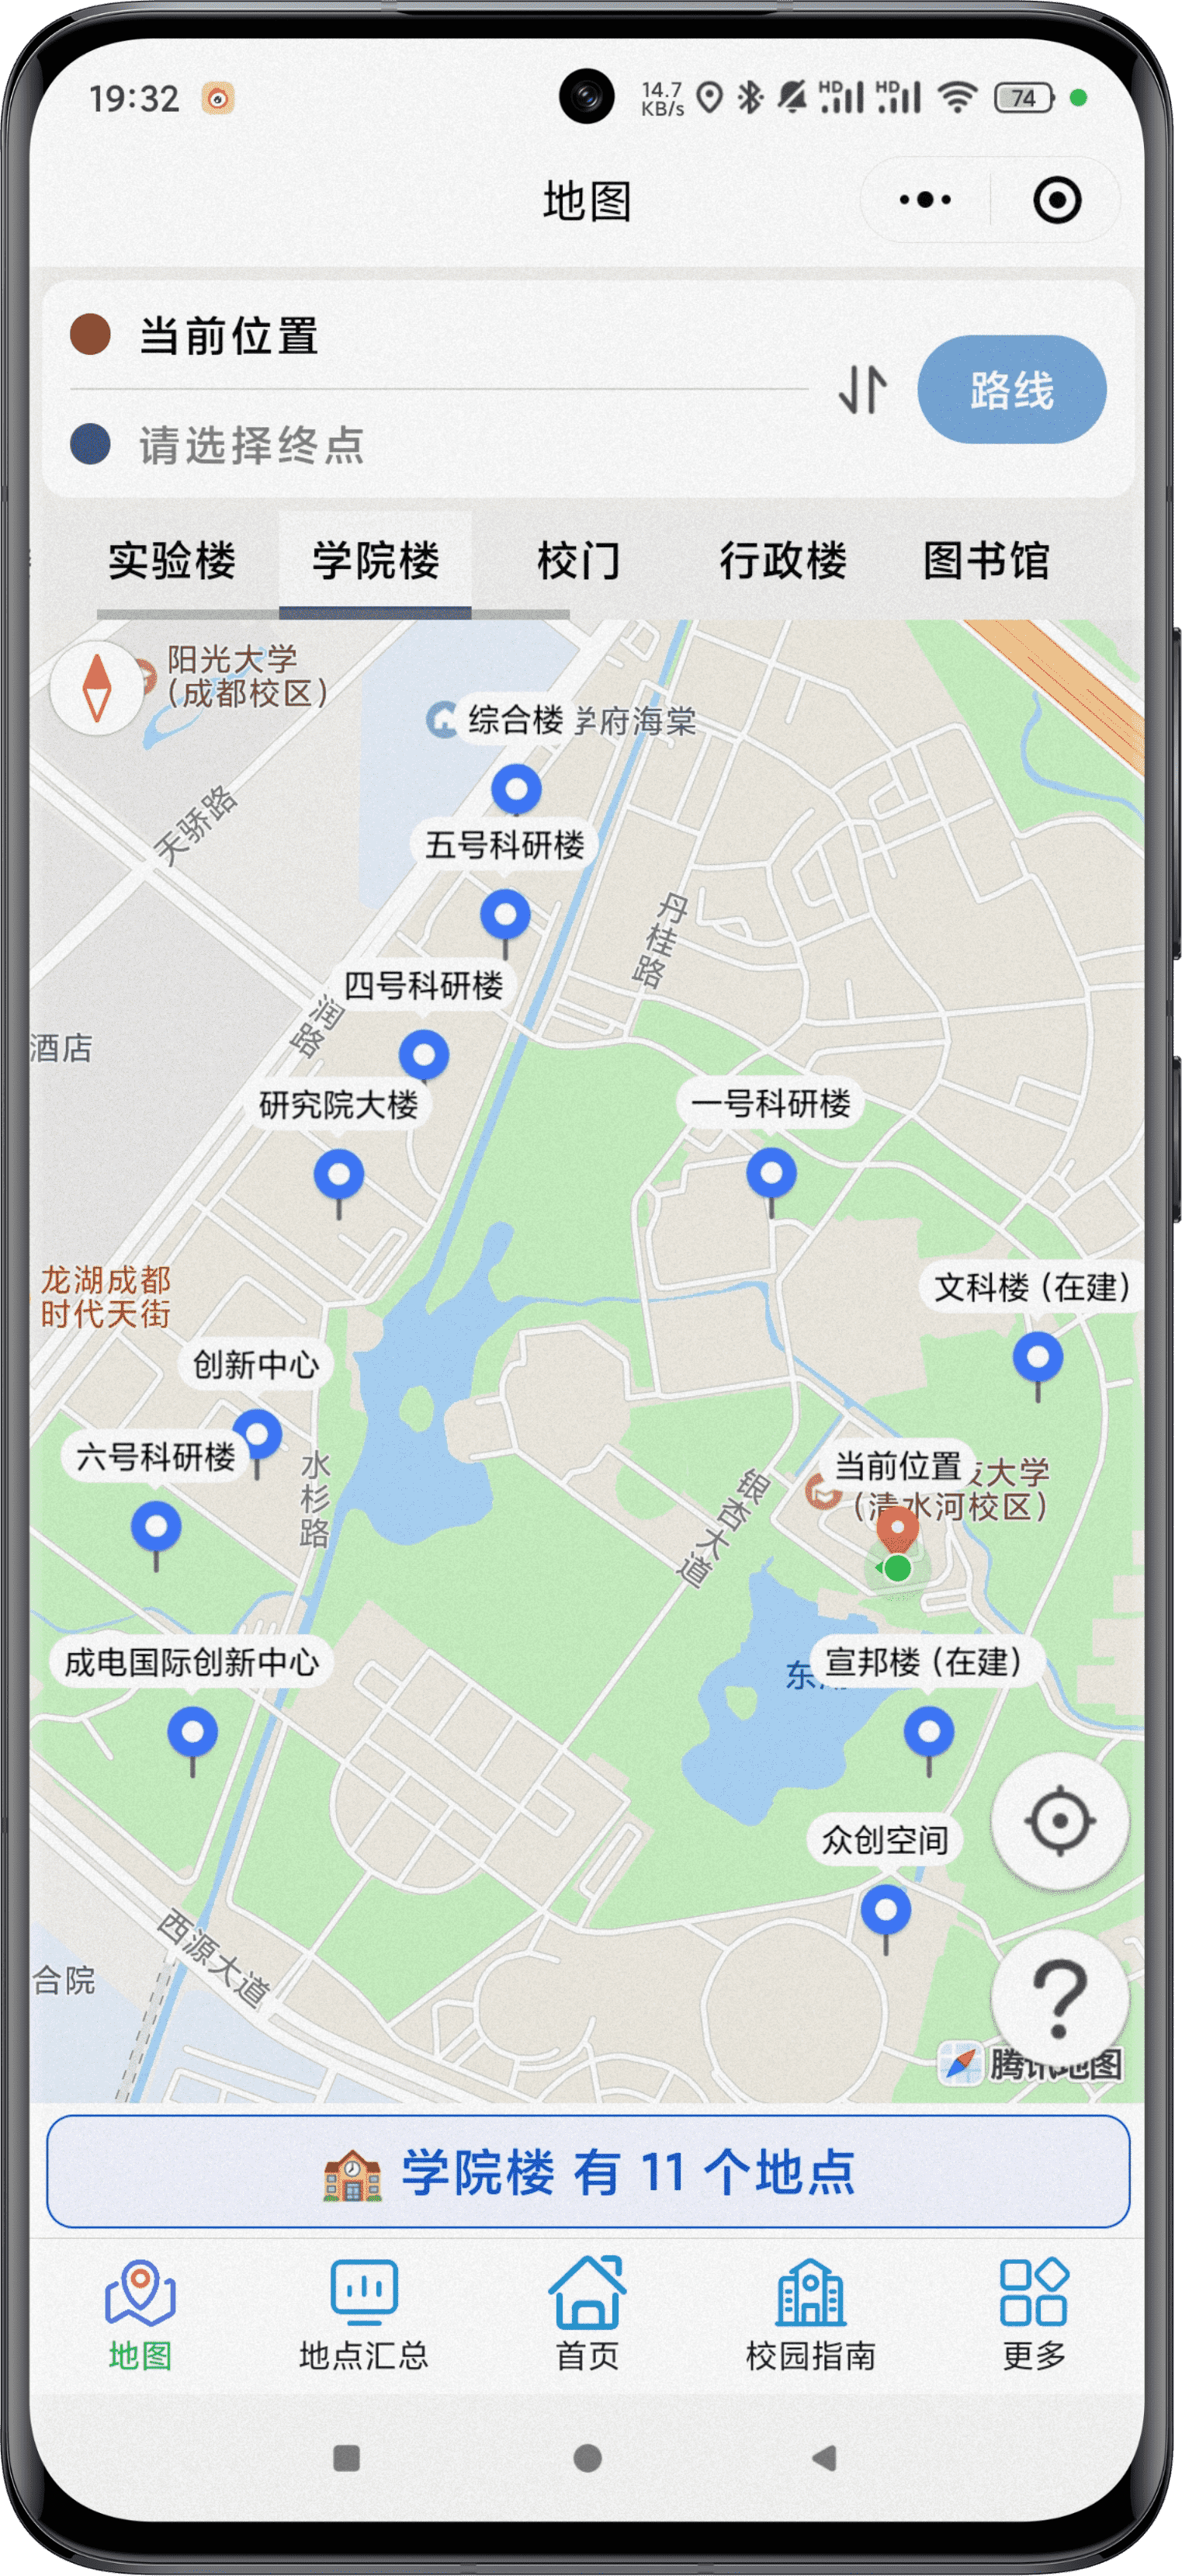 19:32
14.7
KB/s
HD
HD
74
地图
当前位置
路线
请选择终点
实验楼 学院楼 校门 行政楼 图书馆
阳光大学
(成都校区)
综合楼
学府海棠
天骄路
五号科研楼
丹桂路
四号科研楼
润路
酒店
研究院大楼
一号科研楼
龙湖成都
时代天街
文科楼 (在建)
创新中心
六号科研楼
水杉路
当前位置
大学
(清水河校区)
银杏大道
成电国际创新中心
东
宣邦楼 (在建)
众创空间
西源大道
合院
腾讯地图
学院楼 有 11 个地点
地图 地点汇总 首页 校园指南 更多